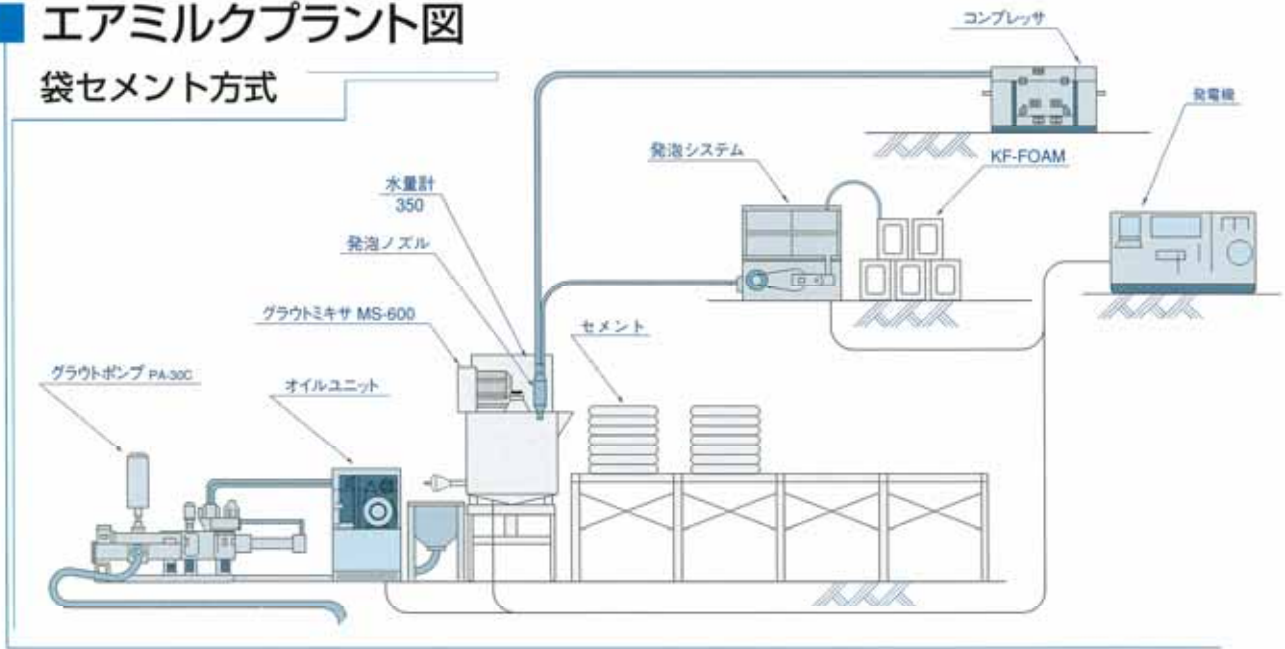 エアミルクプラント図
袋セメント方式
コンプレッサ
発電機
発泡システム
KF-FOAM
水量計
350
発泡ノズル
グラウトミキサ MS-600
セメント
グラウトポンプ PA-30C
オイルユニット